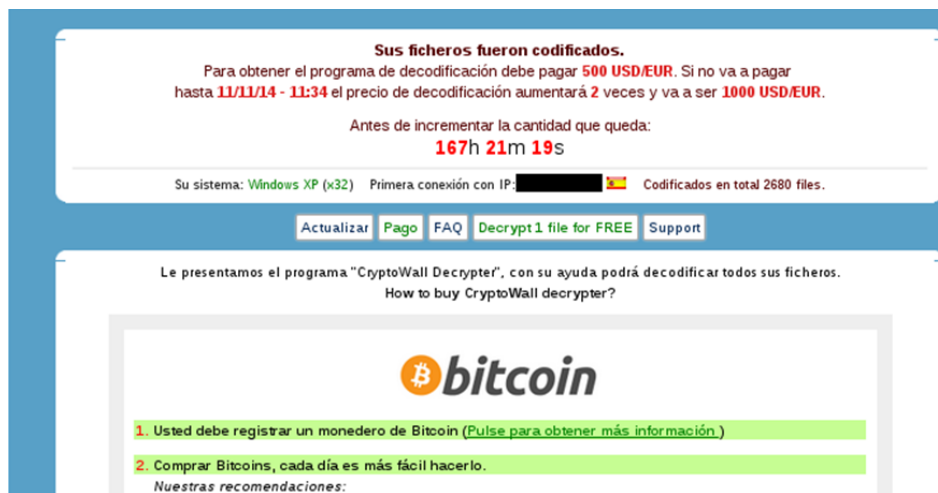 Sus ficheros fueron codificados.
Para obtener el programa de decodificación debe pagar 500 USD/EUR. Si no va a pagar
hasta 11/11/14 - 11:34 el precio de decodificación aumentará 2 veces y va a ser 1000 USD/EUR.
Antes de incrementar la cantidad que queda:
167h 21m 19s
Su sistema: Windows XP (x32) Primera conexión con IP: Codificados en total 2680 files.
Actualizar Pago FAQ Decrypt 1 file for FREE Support
Le presentamos el programa "CryptoWall Decrypter", con su ayuda podrá decodificar todos sus ficheros.
How to buy CryptoWall decrypter?
bitcoin
1. Usted debe registrar un monedero de Bitcoin (Pulse para obtener más información )
2. Comprar Bitcoins, cada día es más fácil hacerlo.
Nuestras recomendaciones: